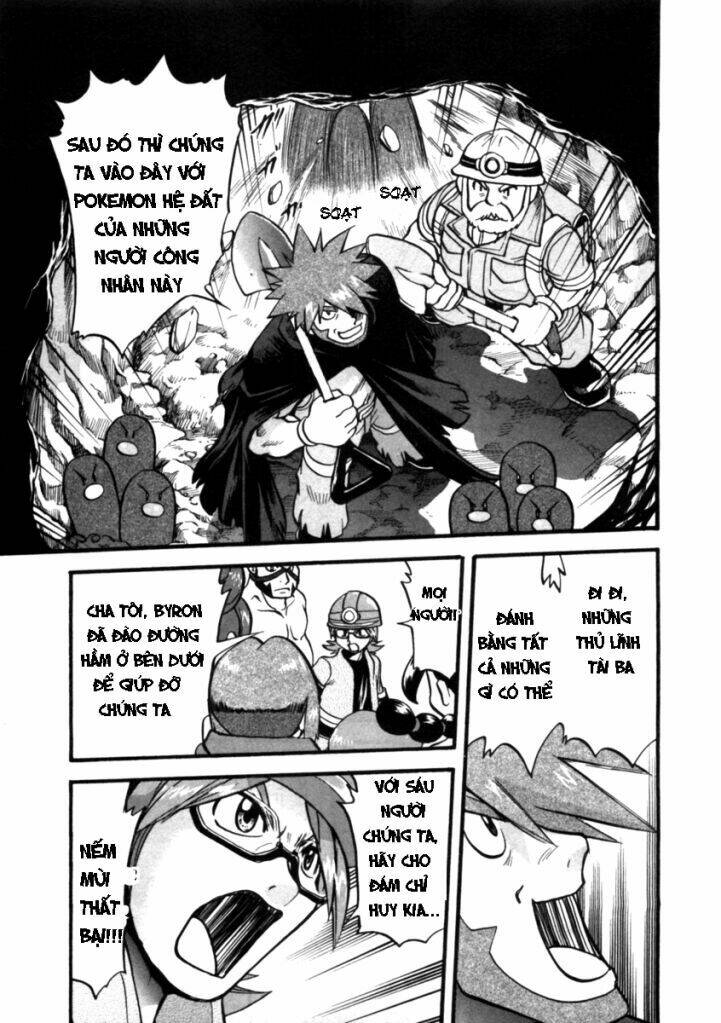 SAU ĐÓ THÌ CHÚNG
TA VÀO ĐÂY VỚI
POKEMON HỆ ĐẤT
CỦA NHỮNG
NGƯỜI CÔNG
NHÂN NÀY
SOẠT
SOẠT
ĐI ĐI,
NHỮNG
THỦ LĨNH
TÀI BA
ĐÁNH
BẰNG TẤT
CẢ NHỮNG
GÌ CÓ THỂ
MỌI
NGƯỜI!
CHA TÔI, BYRON
ĐÃ ĐÀO ĐƯỜNG
HẦM Ở BÊN DƯỚI
ĐỂ GIÚP ĐỠ
CHÚNG TA
VỚI SÁU
NGƯỜI
CHÚNG TA,
HÃY CHO
ĐÁM CHỈ
HUY KIA...
NẾM
MÙI
THẤT
BẠI!!!